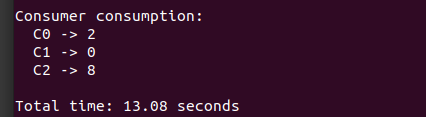 Consumer consumption:
C0 -> 2
C1 -> 0
C2 -> 8
Total time: 13.08 seconds